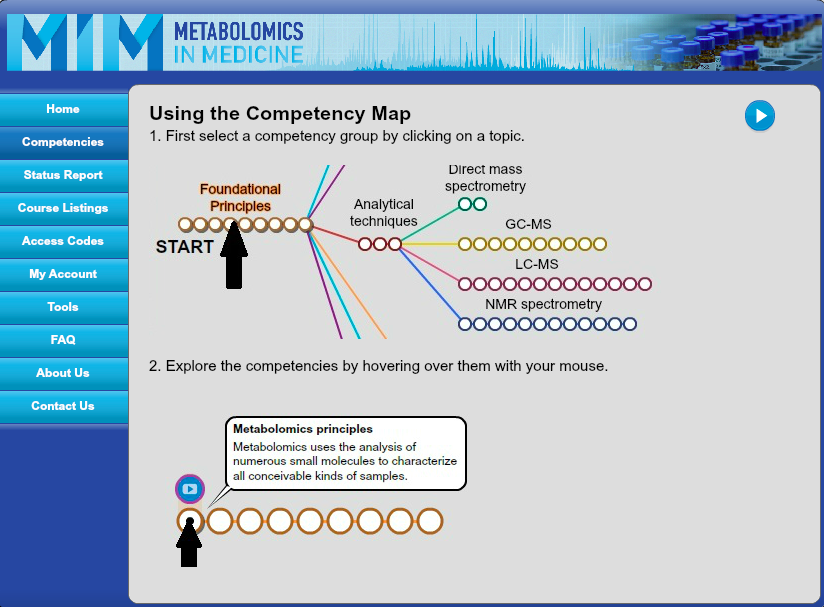 MIM
METABOLOMICS
IN MEDICINE
Home
Competencies
Status Report
Course Listings
Access Codes
My Account
Tools
FAQ
About Us
Contact Us
Using the Competency Map
1. First select a competency group by clicking on a topic.
Foundational
Principles
START
Analytical
techniques
Direct mass
spectrometry
GC-MS
LC-MS
NMR spectrometry
2. Explore the competencies by hovering over them with your mouse.
Metabolomics principles
Metabolomics uses the analysis of
numerous small molecules to characterize
all conceivable kinds of samples.